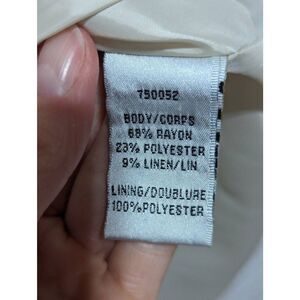 750052
BODY/CORPS
68% RAYON
23% POLYESTER
9% LINEN/LIN
LINING/DOUBLURE
100%POLYESTER